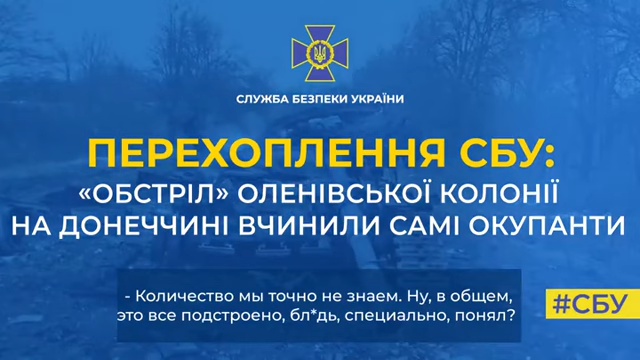 СЛУЖБА БЕЗПЕКИ УКРАЇНИ
ПЕРЕХОПЛЕННЯ СБУ:
«ОБСТРІЛ» ОЛЕНІВСЬКОЇ КОЛОНІЇ
НА ДОНЕЧЧИНІ ВЧИНИЛИ САМІ ОКУПАНТИ
- Количество мы точно не знаем. Ну, в общем,
это все подстроено, бл*дь, специально, понял?
#СБУ